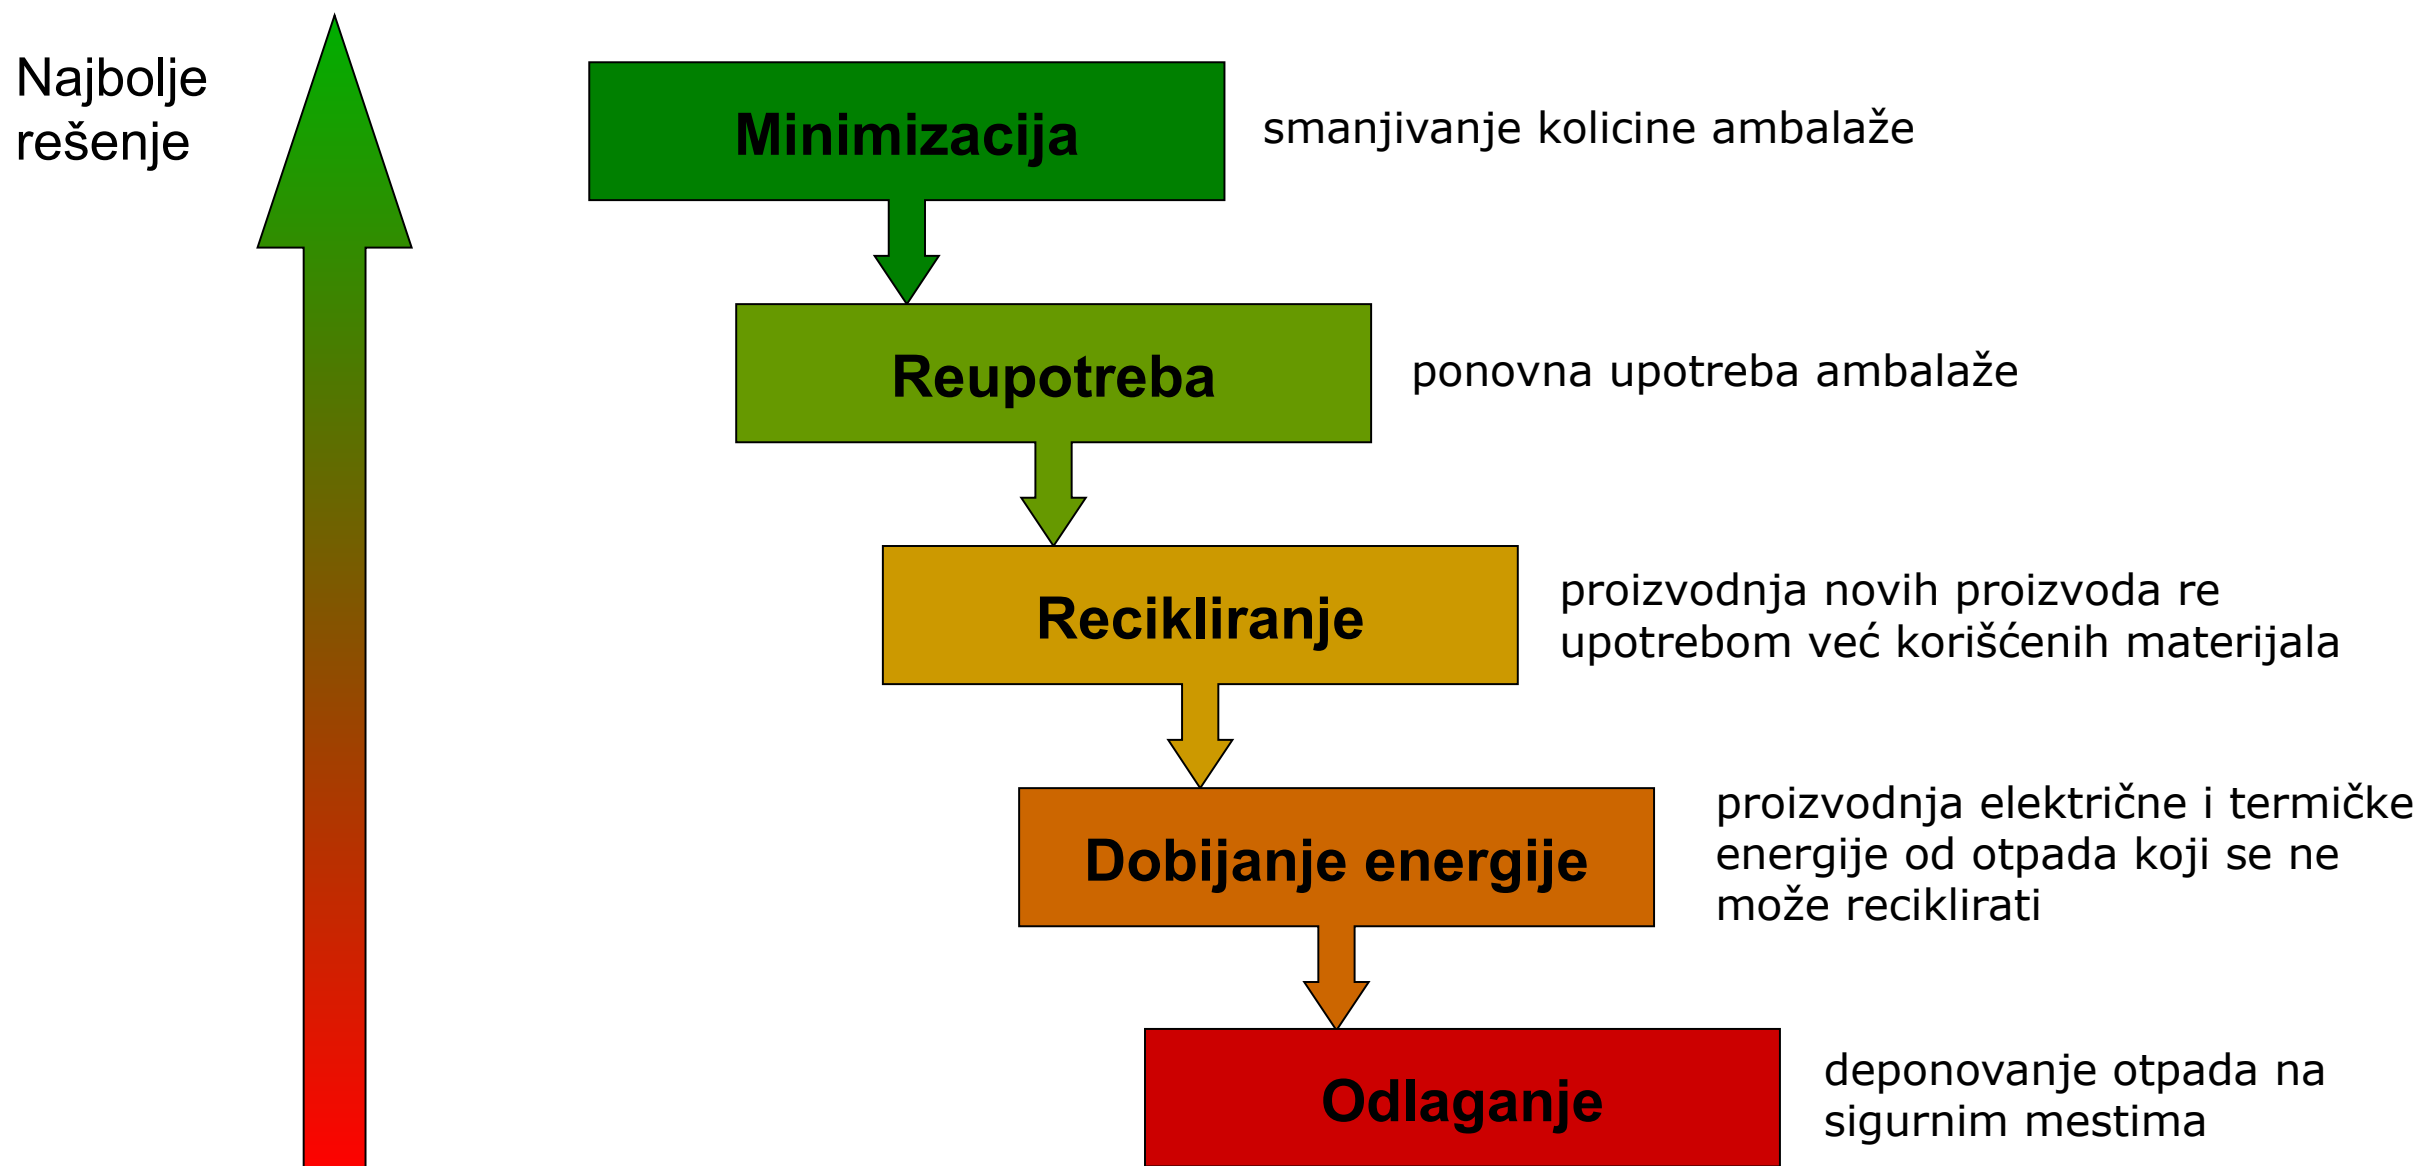 Najbolje
rešenje
Minimizacija
smanjivanje kolicine ambalaže
Reupotreba
ponovna upotreba ambalaže
Recikliranje
proizvodnja novih proizvoda re
upotrebom već korišćenih materijala
Dobijanje energije
proizvodnja električne i termičke
energije od otpada koji se ne
može reciklirati
Odlaganje
deponovanje otpada na
sigurnim mestima